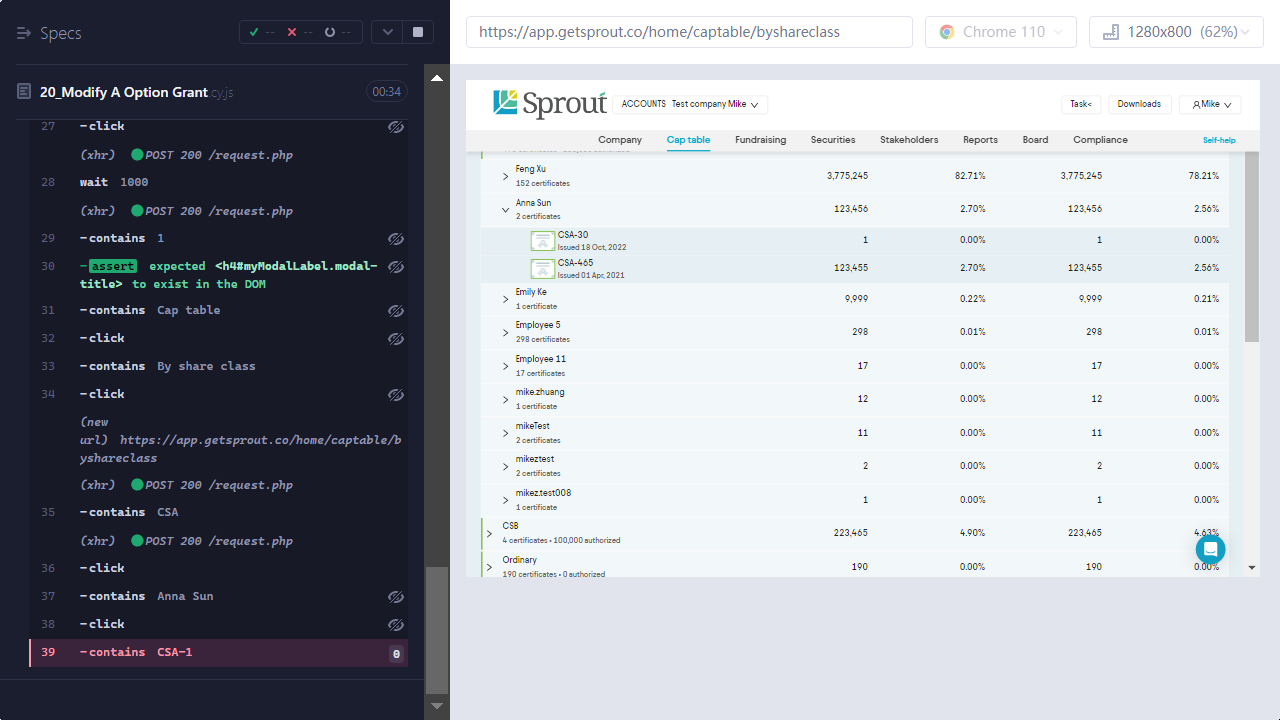 Specs
--
--
--
https://app.getsprout.co/home/captable/byshareclass
Chrome 110
1280x800 (62%)
20_Modify A Option Grant.cy.js
00:34
27 -click
(xhr) POST 200 /request.php
28 wait 1000
(xhr) POST 200 /request.php
29 -contains 1
30 -assert expected <h4#myModalLabel.modal-
title> to exist in the DOM
31 -contains Cap table
32 -click
33 -contains By share class
34 -click
(new
url) https://app.getsprout.co/home/captable/b
yshareclass
(xhr) POST 200 /request.php
35 -contains CSA
(xhr) POST 200 /request.php
36 -click
37 -contains Anna Sun
38 -click
39 -contains CSA-1 0
Sprout
ACCOUNTS Test company Mike
Task<
Downloads
Mike
Company Cap table Fundraising Securities Stakeholders Reports Board Compliance Self-help
Feng Xu
152 certificates
3,775,245 82.71% 3,775,245 78.21%
Anna Sun
2 certificates
123,456 2.70% 123,456 2.56%
CSA-30
Issued 18 Oct, 2022
1 0.00% 1 0.00%
CSA-465
Issued 01 Apr, 2021
123,455 2.70% 123,455 2.56%
Emily Ke
1 certificate
9,999 0.22% 9,999 0.21%
Employee 5
298 certificates
298 0.01% 298 0.01%
Employee 11
17 certificates
17 0.00% 17 0.00%
mike.zhuang
1 certificate
12 0.00% 12 0.00%
mikeTest
2 certificates
11 0.00% 11 0.00%
mikeztest
2 certificates
2 0.00% 2 0.00%
mikez.test008
1 certificate
1 0.00% 1 0.00%
CSB
4 certificates • 100,000 authorized
223,465 4.90% 223,465 4.63%
Ordinary
190 certificates • 0 authorized
190 0.00% 190 0.00%